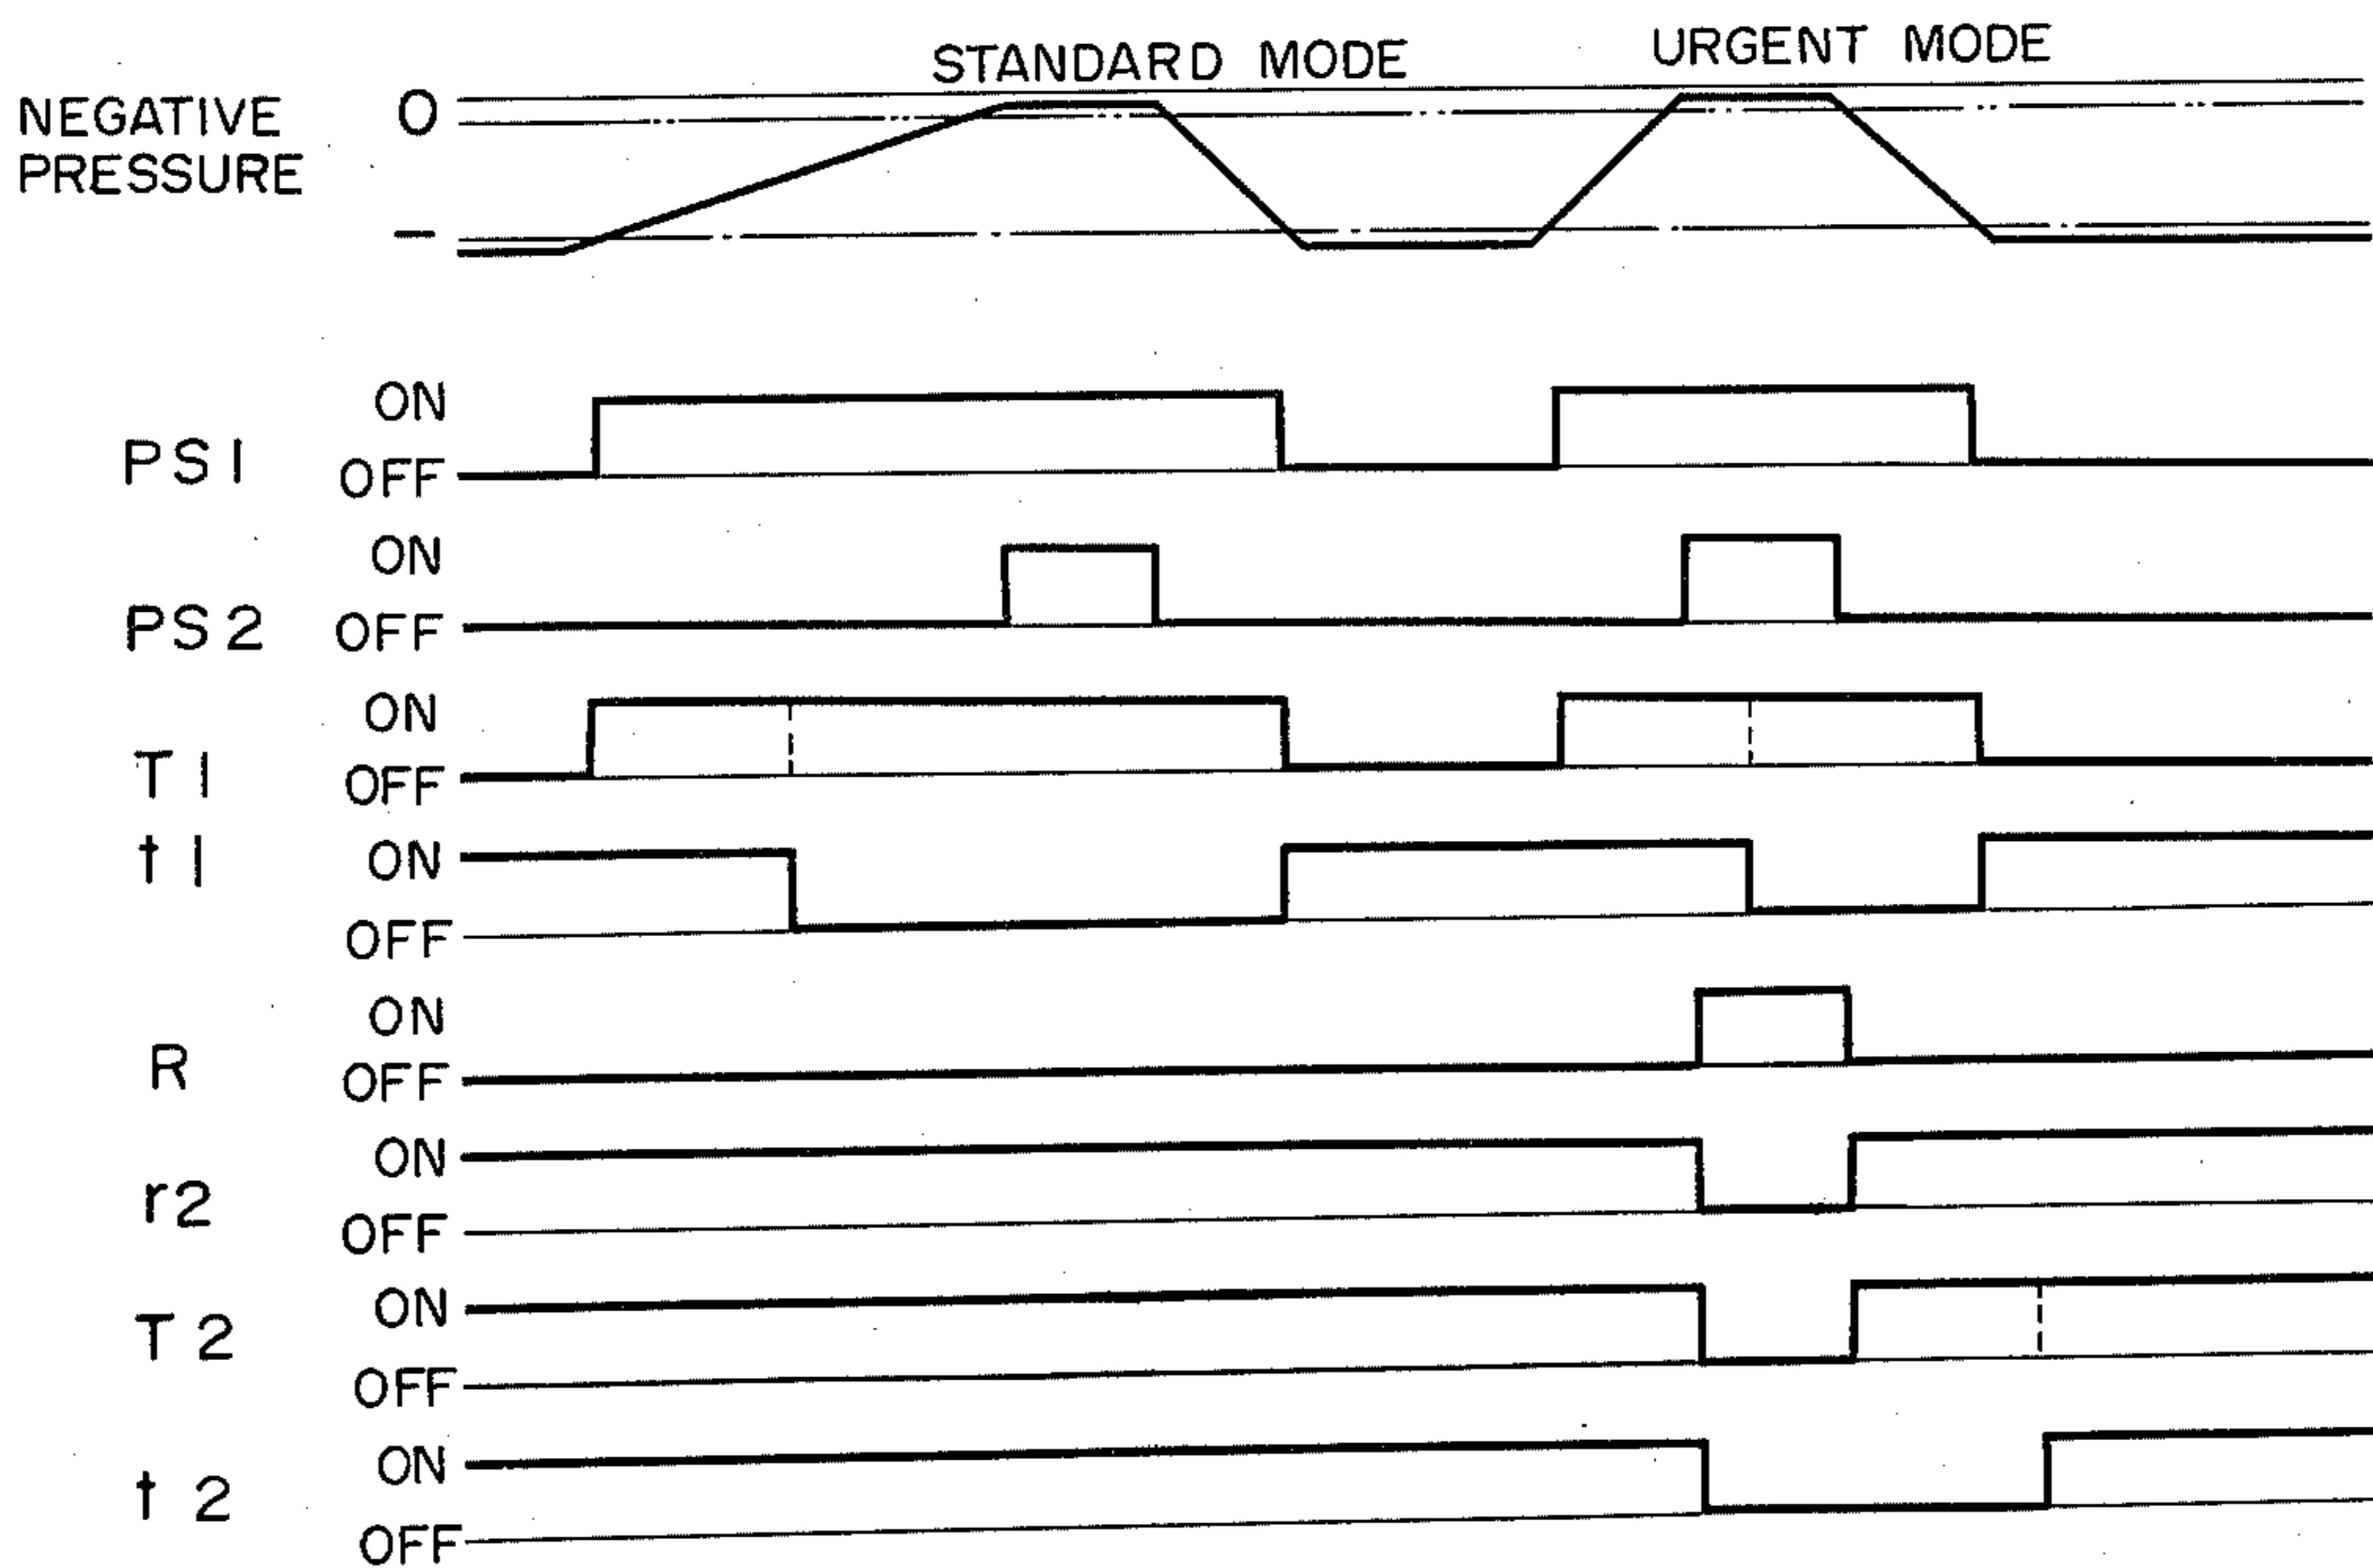 STANDARD MODE
URGENT MODE
NEGATIVE PRESSURE
0
-
PS1
ON
OFF
PS2
ON
OFF
T1
ON
OFF
t1
ON
OFF
R
ON
OFF
r2
ON
OFF
T2
ON
OFF
t2
ON
OFF